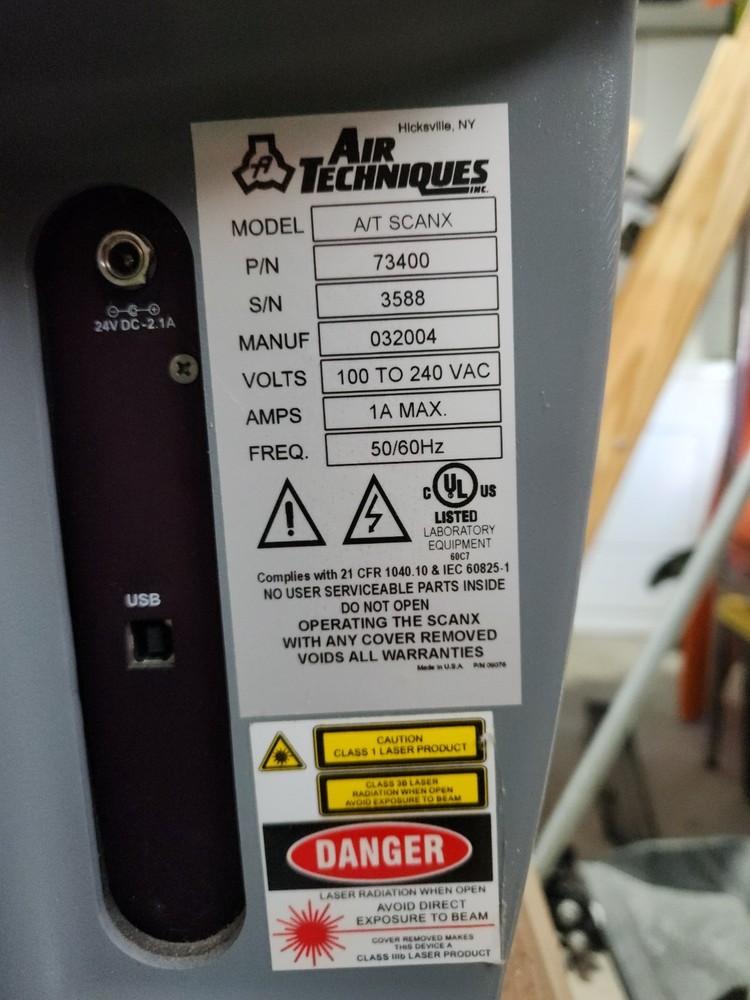 Hicksville, NY
AIR
TECHNIQUES
INC.
MODEL A/T SCANX
P/N 73400
S/N 3588
MANUF 032004
VOLTS 100 TO 240 VAC
AMPS 1A MAX.
FREQ. 50/60Hz
C UL US
LISTED
LABORATORY
EQUIPMENT
60C7
Complies with 21 CFR 1040.10 & IEC 60825-1
NO USER SERVICEABLE PARTS INSIDE
DO NOT OPEN
OPERATING THE SCANX
WITH ANY COVER REMOVED
VOIDS ALL WARRANTIES
Made in U.S.A. P/N 09076
24V DC-2.1A
USB
CAUTION
CLASS 1 LASER PRODUCT
CLASS 3B LASER
RADIATION WHEN OPEN
AVOID EXPOSURE TO BEAM
DANGER
LASER RADIATION WHEN OPEN
AVOID DIRECT
EXPOSURE TO BEAM
COVER REMOVED MAKES
THIS DEVICE A
CLASS IIIb LASER PRODUCT